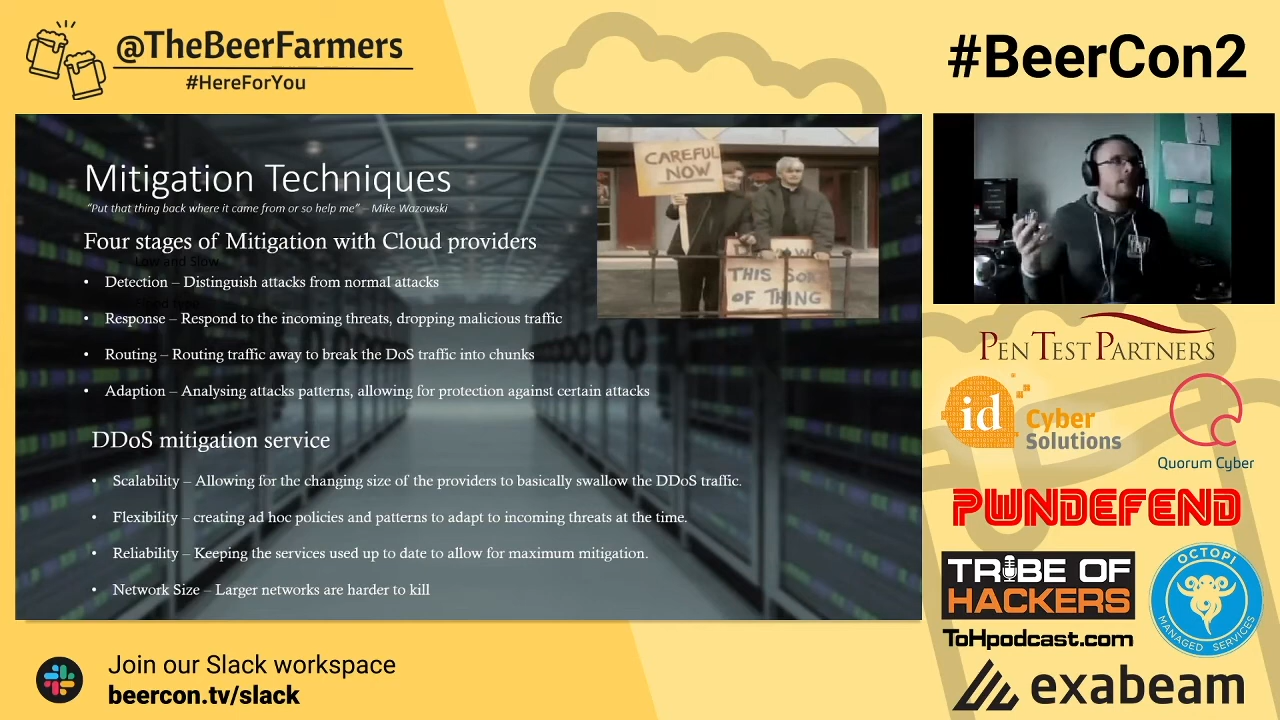 @TheBeerFarmers
#HereForYou
#BeerCon2
Mitigation Techniques
"Put that thing back where it came from or so help me" – Mike Wazowski
Four stages of Mitigation with Cloud providers
Low and Slow
• Detection – Distinguish attacks from normal attacks
• Response – Respond to the incoming threats, dropping malicious traffic
• Routing – Routing traffic away to break the DoS traffic into chunks
• Adaption – Analysing attacks patterns, allowing for protection against certain attacks
DDoS mitigation service
• Scalability – Allowing for the changing size of the providers to basically swallow the DDoS traffic.
• Flexibility – creating ad hoc policies and patterns to adapt to incoming threats at the time.
• Reliability – Keeping the services used up to date to allow for maximum mitigation.
• Network Size – Larger networks are harder to kill
CAREFUL
NOW
THIS SORT
OF THING
PEN TEST PARTNERS
id Cyber
Solutions
Quorum Cyber
PWNDEFEND
TRIBE OF
HACKERS
ToHpodcast.com
OCTOPI
MANAGED SERVICES
exabeam
Join our Slack workspace
beercon.tv/slack